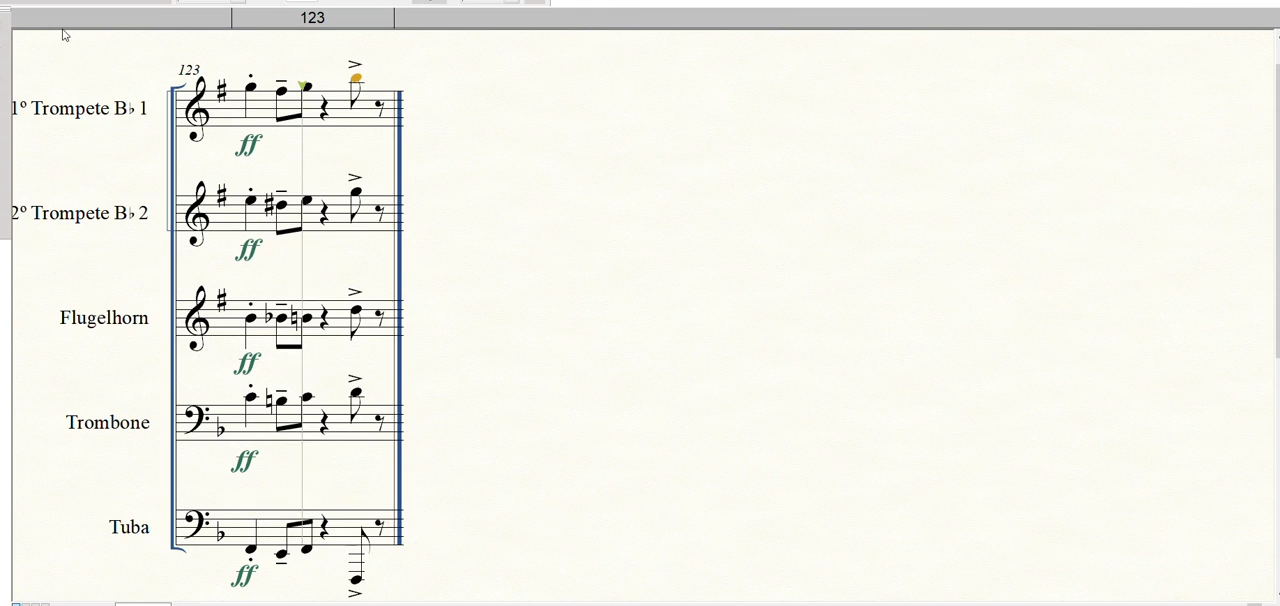 123
123
1º Trompete B♭ 1
ff
2º Trompete B♭ 2
ff
Flugelhorn
ff
Trombone
ff
Tuba
ff